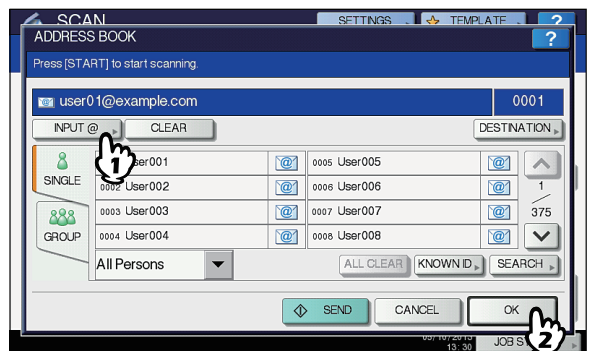 SCAN SETTINGS TEMPLATE ?
ADDRESS BOOK ?
Press [START] to start scanning.
user01@example.com 0001
INPUT @ CLEAR DESTINATION
SINGLE
GROUP
User001 @ 0005 User005 @
0002 User002 @ 0006 User006 @
0003 User003 @ 0007 User007 @
0004 User004 @ 0008 User008 @
1
375
All Persons ALL CLEAR KNOWN ID SEARCH
SEND CANCEL OK
13:30 JOB
1
2